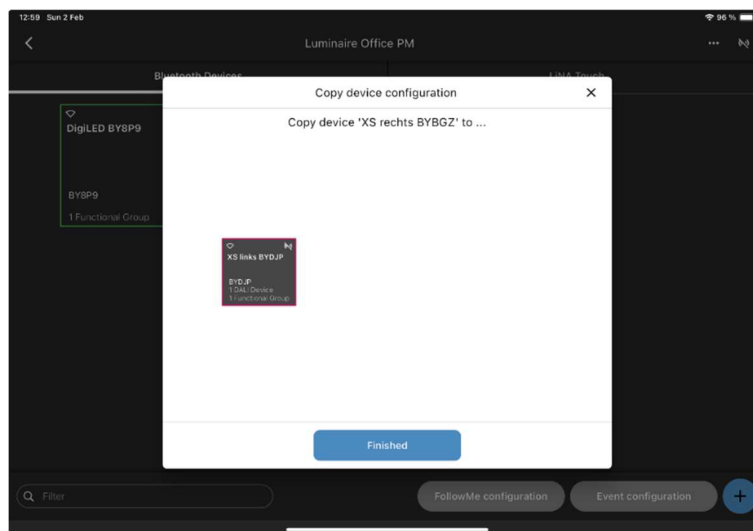 12:59 Sun 2 Feb
96 %
Luminaire Office PM
Bluetooth Devices
LiNA Touch
DigiLED BY8P9
BY8P9
1 Functional Group
Copy device configuration
Copy device 'XS rechts BYBGZ' to ...
XS links BYDJP
BYDJP
1 DALI Device
1 Functional Group
Finished
Filter
FollowMe configuration
Event configuration